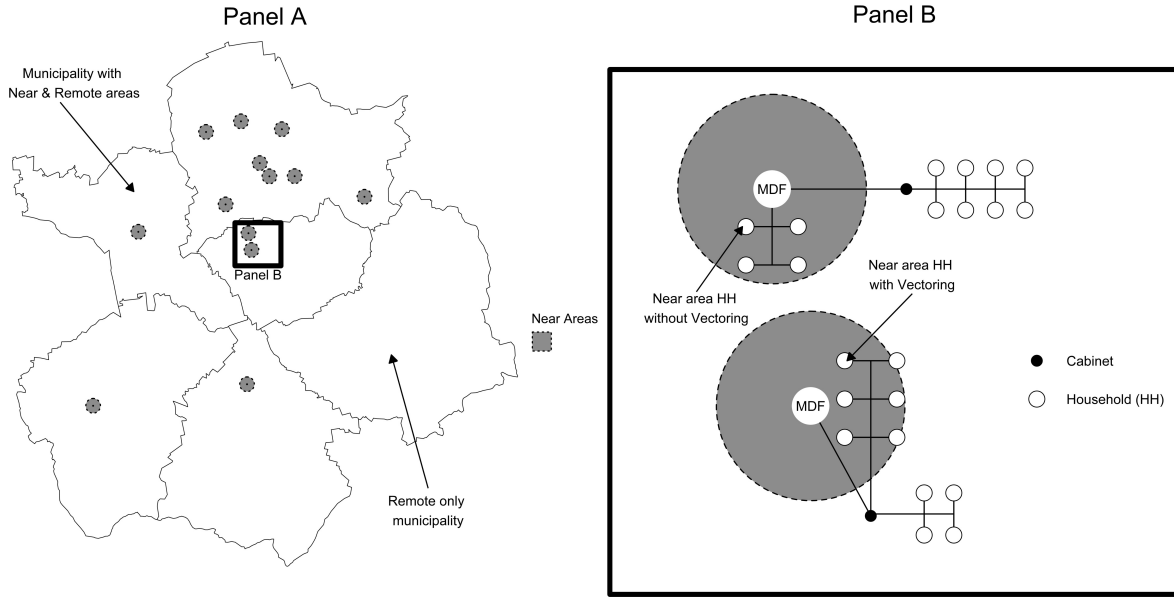 Panel A
Municipality with
Near & Remote areas
Panel B
Near Areas
Remote only
municipality
Panel B
MDF
Near area HH
without Vectoring
Near area HH
with Vectoring
MDF
Cabinet
Household (HH)